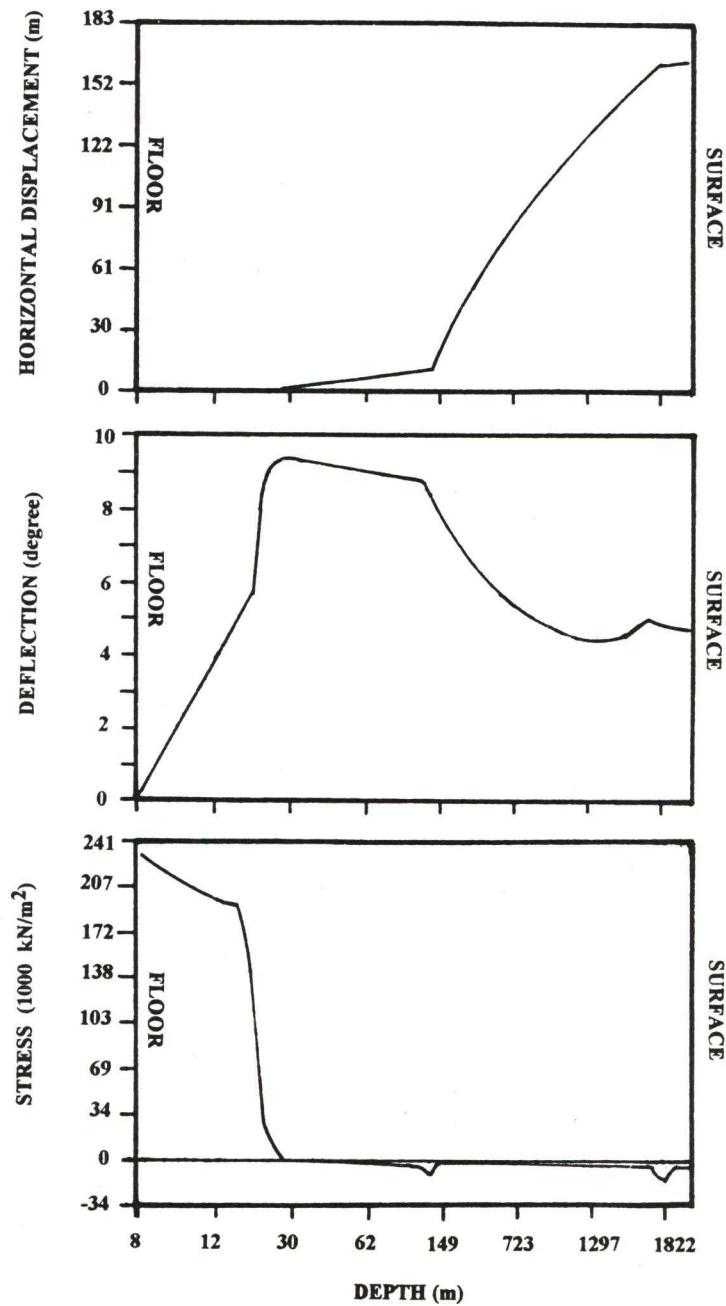 HORIZONTAL DISPLACEMENT (m)
183
152
122
91
61
30
0
FLOOR
SURFACE
DEFLECTION (degree)
10
8
6
4
2
0
FLOOR
SURFACE
STRESS (1000 kN/m²)
241
207
172
138
103
69
34
0
-34
FLOOR
SURFACE
8 12 30 62 149 723 1297 1822
DEPTH (m)